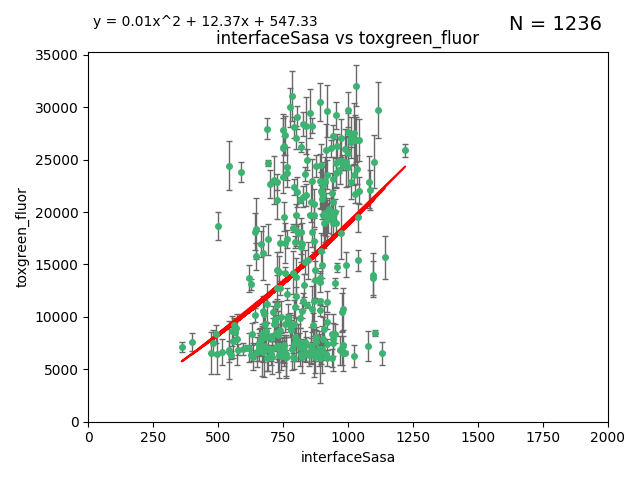 y = 0.01x^2 + 12.37x + 547.33
N = 1236
interfaceSasa vs toxgreen_fluor
35000
30000
25000
20000
15000
10000
5000
0
toxgreen_fluor
0 250 500 750 1000 1250 1500 1750 2000
interfaceSasa